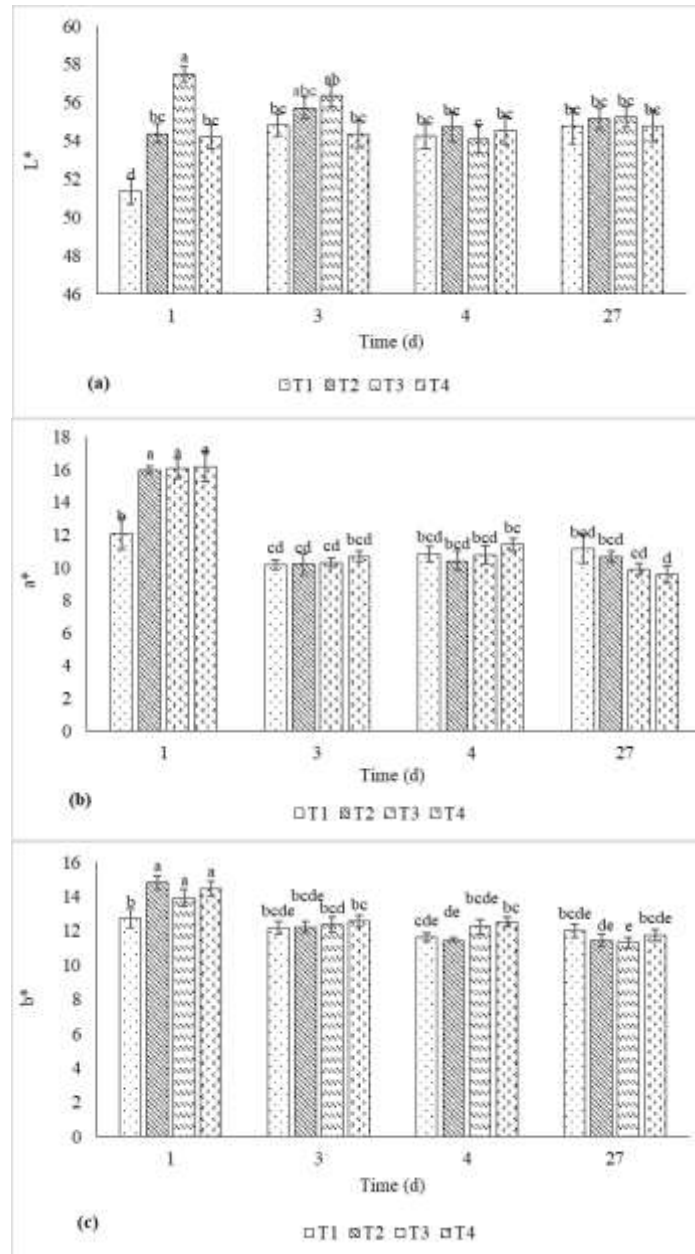 60
58
56
54
52
50
48
46
L*
a
ab
abc
bc bc
d
bc bc
bc bc c bc
bc bc bc bc
1 3 4 27
Time (d)
(a)
T1 T2 T3 T4
18
16
14
12
10
8
6
4
2
0
a*
b a a a
cd cd cd bcd
bcd bcd bcd bc
bcd bcd cd d
1 3 4 27
Time (d)
(b)
T1 T2 T3 T4
16
14
12
10
8
6
4
2
0
b*
b a a a
bcde bcde bcd bc
cde de bcde bc
bcde de e bcde
1 3 4 27
Time (d)
(c)
T1 T2 T3 T4